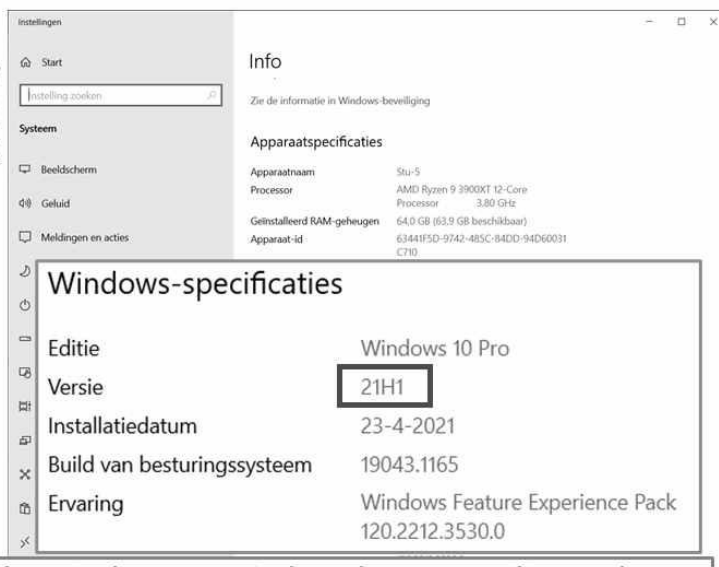 Instellingen
Start
Instelling zoeken
Systeem
Beeldscherm
Geluid
Meldingen en acties
Info
Zie de informatie in Windows-beveiliging
Apparaatspecificaties
Apparaatnaam Stu-5
Processor AMD Ryzen 9 3900XT 12-Core
Processor 3.80 GHz
Geïnstalleerd RAM-geheugen 64,0 GB (63,9 GB beschikbaar)
Apparaat-id 63441F5D-9742-485C-84DD-94D60031
C710
Windows-specificaties
Editie Windows 10 Pro
Versie 21H1
Installatiedatum 23-4-2021
Build van besturingssysteem 19043.1165
Ervaring Windows Feature Experience Pack
120.2212.3530.0